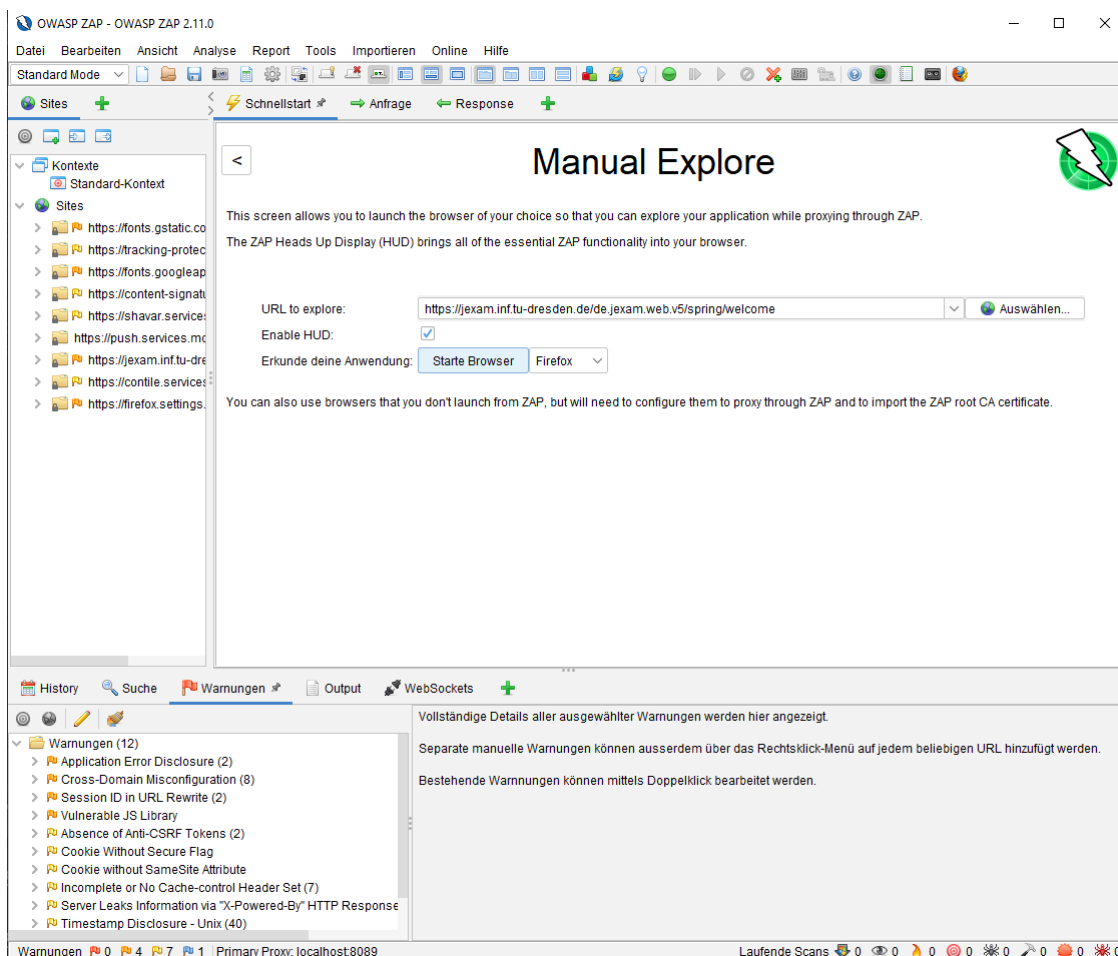 OWASP ZAP - OWASP ZAP 2.11.0
Datei Bearbeiten Ansicht Analyse Report Tools Importieren Online Hilfe
Standard Mode
Sites
Schnellstart
Anfrage
Response
Kontexte
Standard-Kontext
Sites
https://fonts.gstatic.co
https://tracking-protec
https://fonts.googleap
https://content-signatu
https://shavar.services
https://push.services.mo
https://jexam.inf.tu-dre
https://contile.services
https://firefox.settings.
<
Manual Explore
This screen allows you to launch the browser of your choice so that you can explore your application while proxying through ZAP.
The ZAP Heads Up Display (HUD) brings all of the essential ZAP functionality into your browser.
URL to explore: https://jexam.inf.tu-dresden.de/de.jexam.web.v5/spring/welcome Auswählen...
Enable HUD:
Erkunde deine Anwendung: Starte Browser Firefox
You can also use browsers that you don't launch from ZAP, but will need to configure them to proxy through ZAP and to import the ZAP root CA certificate.
History Suche Warnungen Output WebSockets
Warnungen (12)
Application Error Disclosure (2)
Cross-Domain Misconfiguration (8)
Session ID in URL Rewrite (2)
Vulnerable JS Library
Absence of Anti-CSRF Tokens (2)
Cookie Without Secure Flag
Cookie without SameSite Attribute
Incomplete or No Cache-control Header Set (7)
Server Leaks Information via "X-Powered-By" HTTP Response
Timestamp Disclosure - Unix (40)
Vollständige Details aller ausgewählter Warnungen werden hier angezeigt.
Separate manuelle Warnungen können ausserdem über das Rechtsklick-Menü auf jedem beliebigen URL hinzufügt werden.
Bestehende Warnnungen können mittels Doppelklick bearbeitet werden.
Warnungen 0 4 7 1 Primary Proxy: localhost:8089 Laufende Scans 0 0 0 0 0 0 0 0